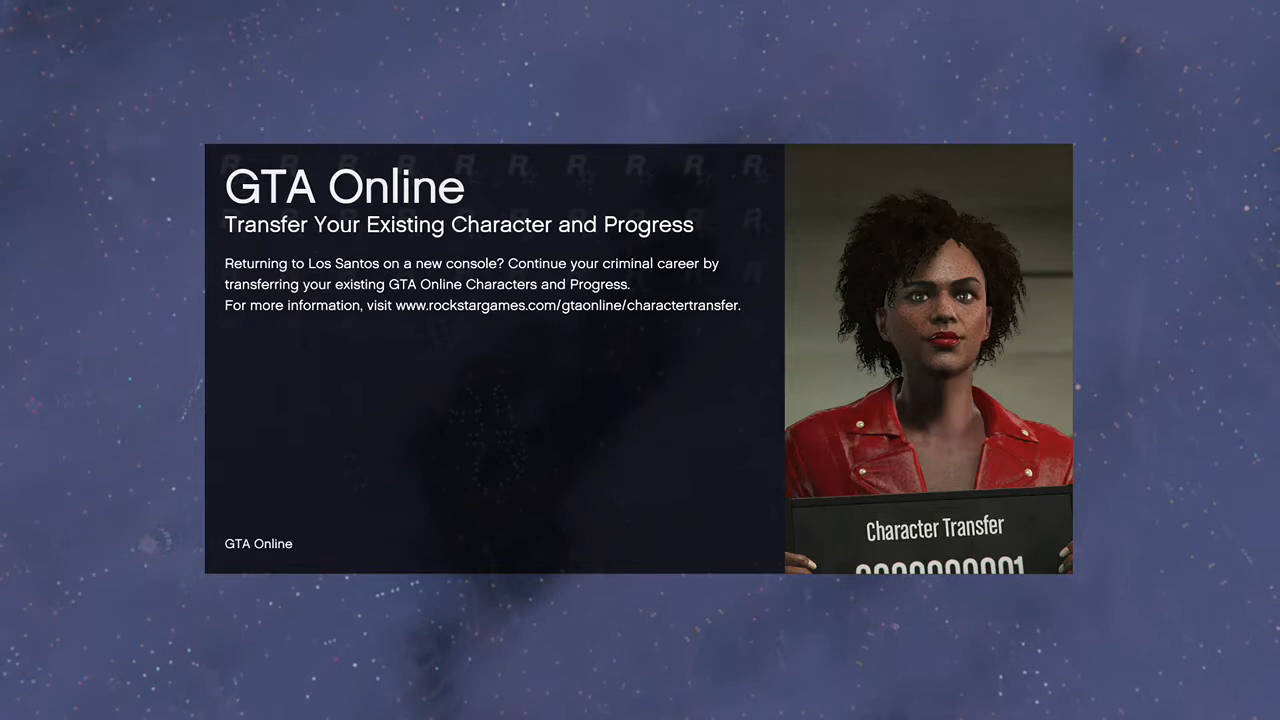 GTA Online
Transfer Your Existing Character and Progress
Returning to Los Santos on a new console? Continue your criminal career by
transferring your existing GTA Online Characters and Progress.
For more information, visit www.rockstargames.com/gtaonline/charactertransfer.
GTA Online
Character Transfer
0000000001